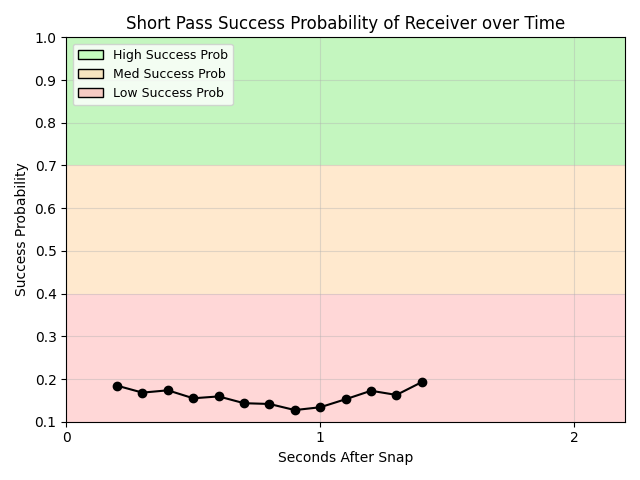 Short Pass Success Probability of Receiver over Time
High Success Prob
Med Success Prob
Low Success Prob
Success Probability
1.0
0.9
0.8
0.7
0.6
0.5
0.4
0.3
0.2
0.1
0
1
2
Seconds After Snap